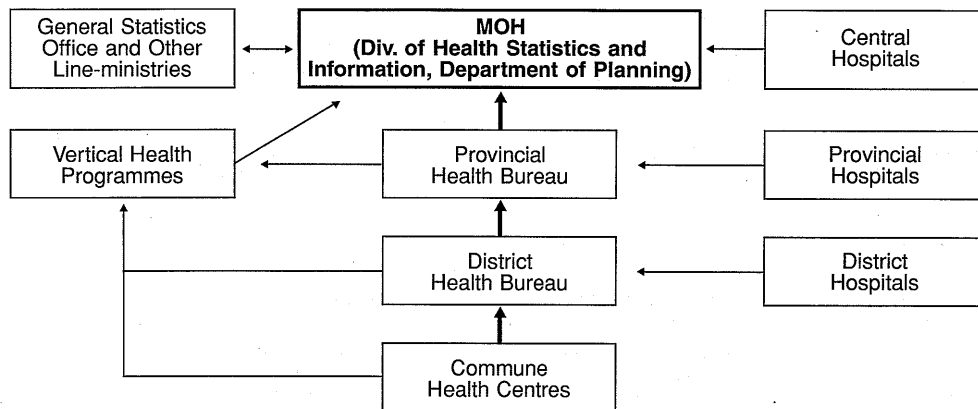 General Statistics
Office and Other
Line-ministries
MOH
(Div. of Health Statistics and
Information, Department of Planning)
Central
Hospitals
Vertical Health
Programmes
Provincial
Health Bureau
Provincial
Hospitals
District
Health Bureau
District
Hospitals
Commune
Health Centres